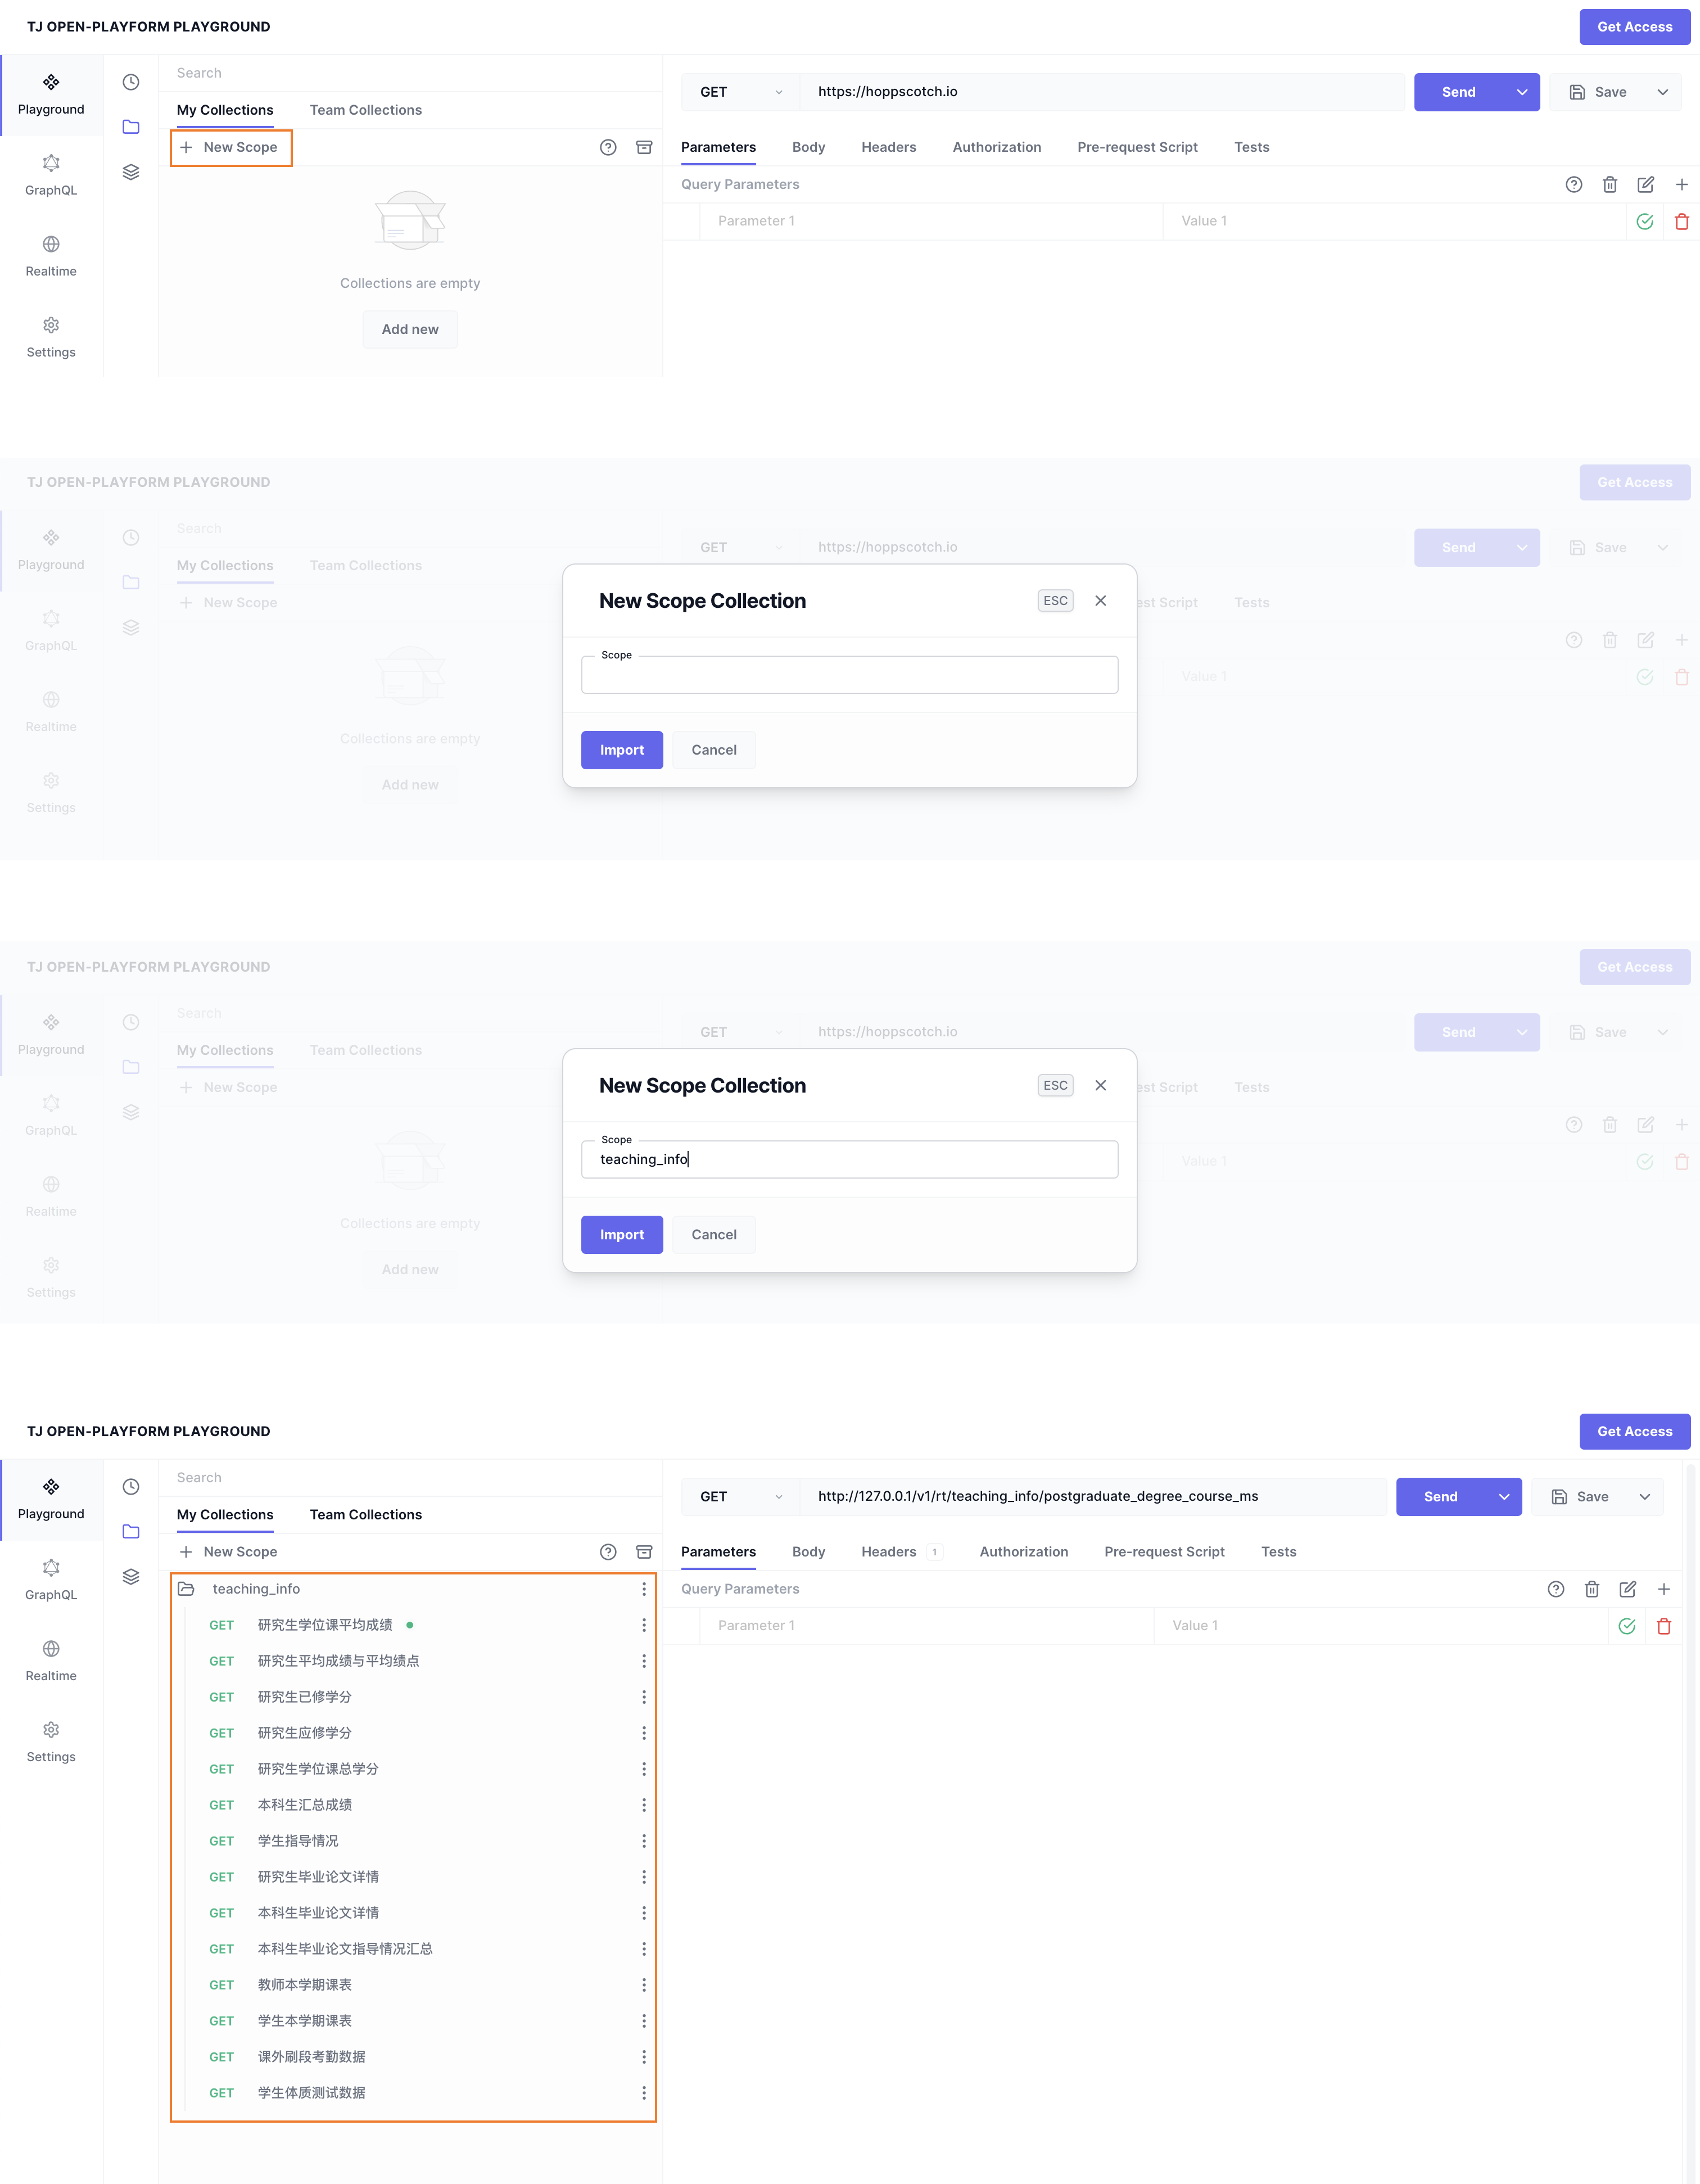 TJ OPEN-PLAYFORM PLAYGROUND
Get Access
Playground
GraphQL
Realtime
Settings
Search
My Collections Team Collections
New Scope
Collections are empty
Add new
GET https://hoppscotch.io Send Save
Parameters Body Headers Authorization Pre-request Script Tests
Query Parameters
Parameter 1 Value 1
TJ OPEN-PLAYFORM PLAYGROUND
Get Access
Playground
GraphQL
Realtime
Settings
Search
My Collections Team Collections
New Scope
Collections are empty
Add new
GET https://hoppscotch.io Send Save
est Script Tests
Value 1
New Scope Collection ESC
Scope
Import Cancel
TJ OPEN-PLAYFORM PLAYGROUND
Get Access
Playground
GraphQL
Realtime
Settings
Search
My Collections Team Collections
New Scope
Collections are empty
Add new
GET https://hoppscotch.io Send Save
est Script Tests
Value 1
New Scope Collection ESC
Scope
teaching_info
Import Cancel
TJ OPEN-PLAYFORM PLAYGROUND
Get Access
Playground
GraphQL
Realtime
Settings
Search
My Collections Team Collections
New Scope
teaching_info
GET 研究生学位课平均成绩
GET 研究生平均成绩与平均绩点
GET 研究生已修学分
GET 研究生应修学分
GET 研究生学位课总学分
GET 本科生汇总成绩
GET 学生指导情况
GET 研究生毕业论文详情
GET 本科生毕业论文详情
GET 本科生毕业论文指导情况汇总
GET 教师本学期课表
GET 学生本学期课表
GET 课外刷段考勤数据
GET 学生体质测试数据
GET http://127.0.0.1/v1/rt/teaching_info/postgraduate_degree_course_ms Send Save
Parameters Body Headers 1 Authorization Pre-request Script Tests
Query Parameters
Parameter 1 Value 1